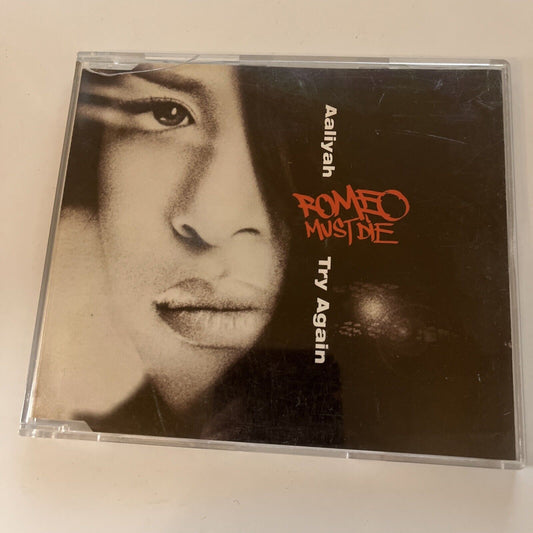 Aaliyah
ROMEO
MUST DIE
Try Again